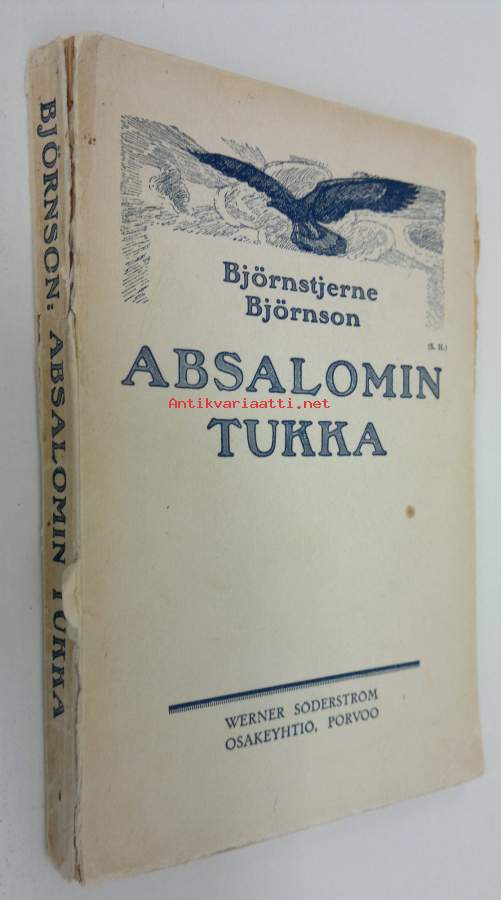 BJÖRNSON: ABSALOMIN TUKKA
Björnstjerne
Björnson
(S. H.)
ABSALOMIN
Antikvariaatti.net
TUKKA
WERNER SÖDERSTRÖM
OSAKEYHTIÖ, PORVOO